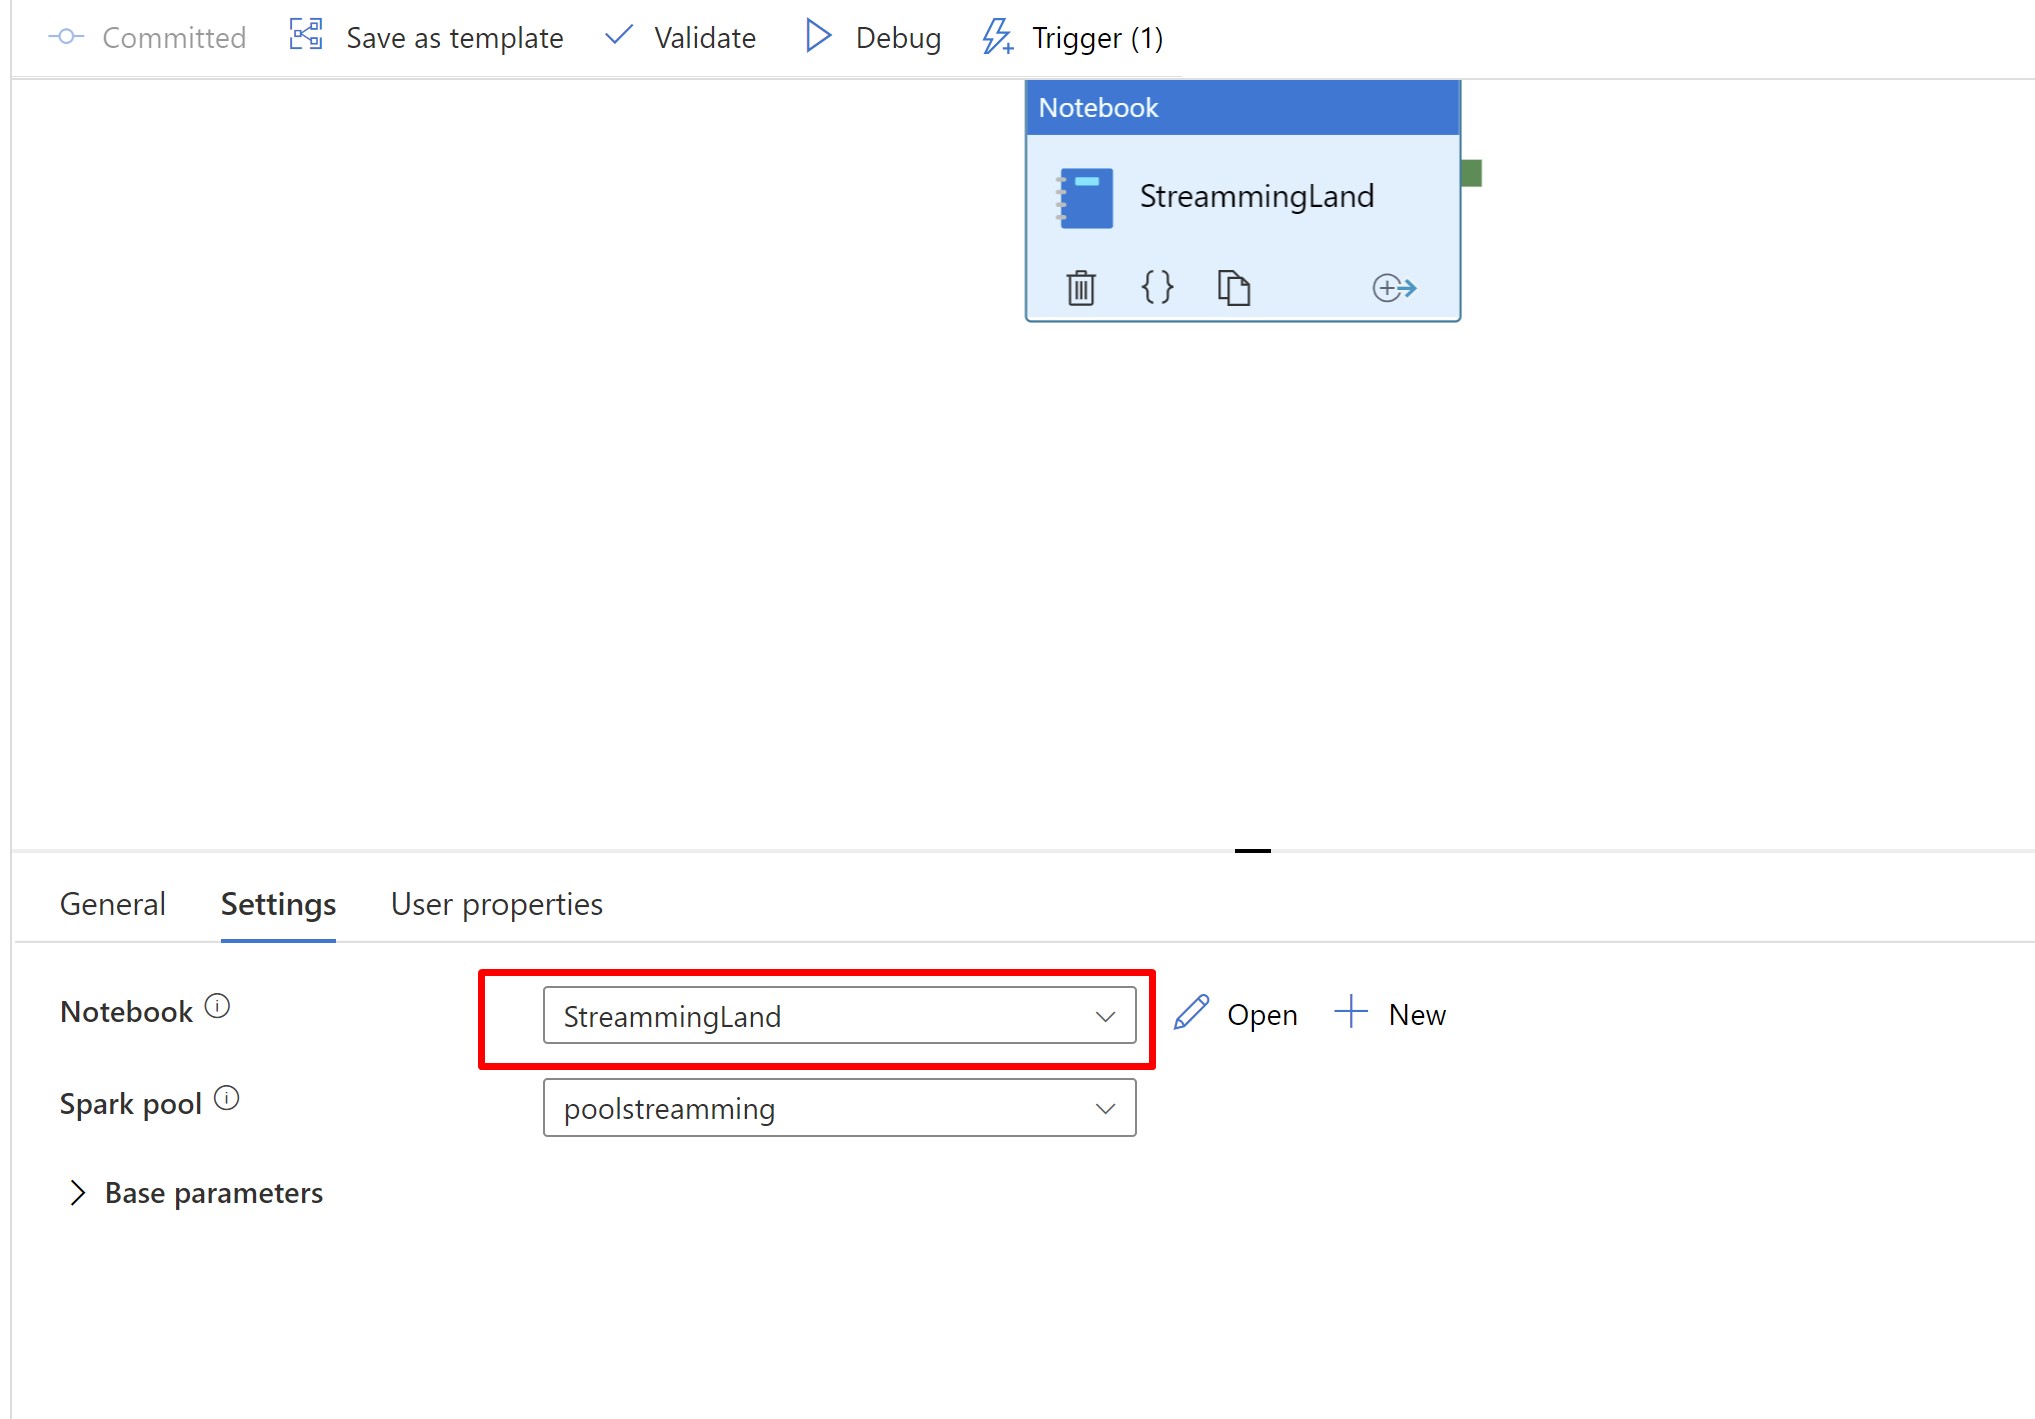 Committed Save as template Validate Debug Trigger (1)
Notebook
StreammingLand
General Settings User properties
Notebook StreammingLand Open New
Spark pool poolstreamming
Base parameters